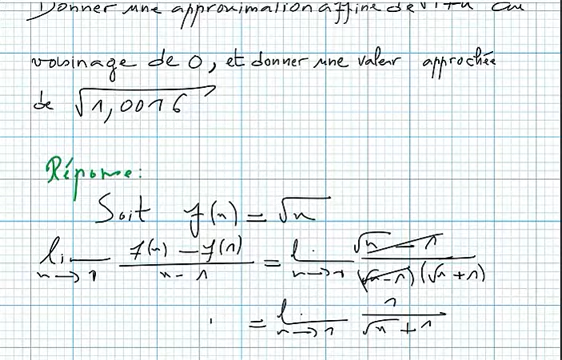 Donner une approximation affine de √1+x au
voisinage de 0, et donner une valeur approchée
de √1,0016
Réponse:
Soit f(x) = √x
lim x→1 f(x) − f(1) / x − 1 = lim x→1 √x − 1 / (√x − 1)(√x + 1)
= lim x→1 1 / √x + 1